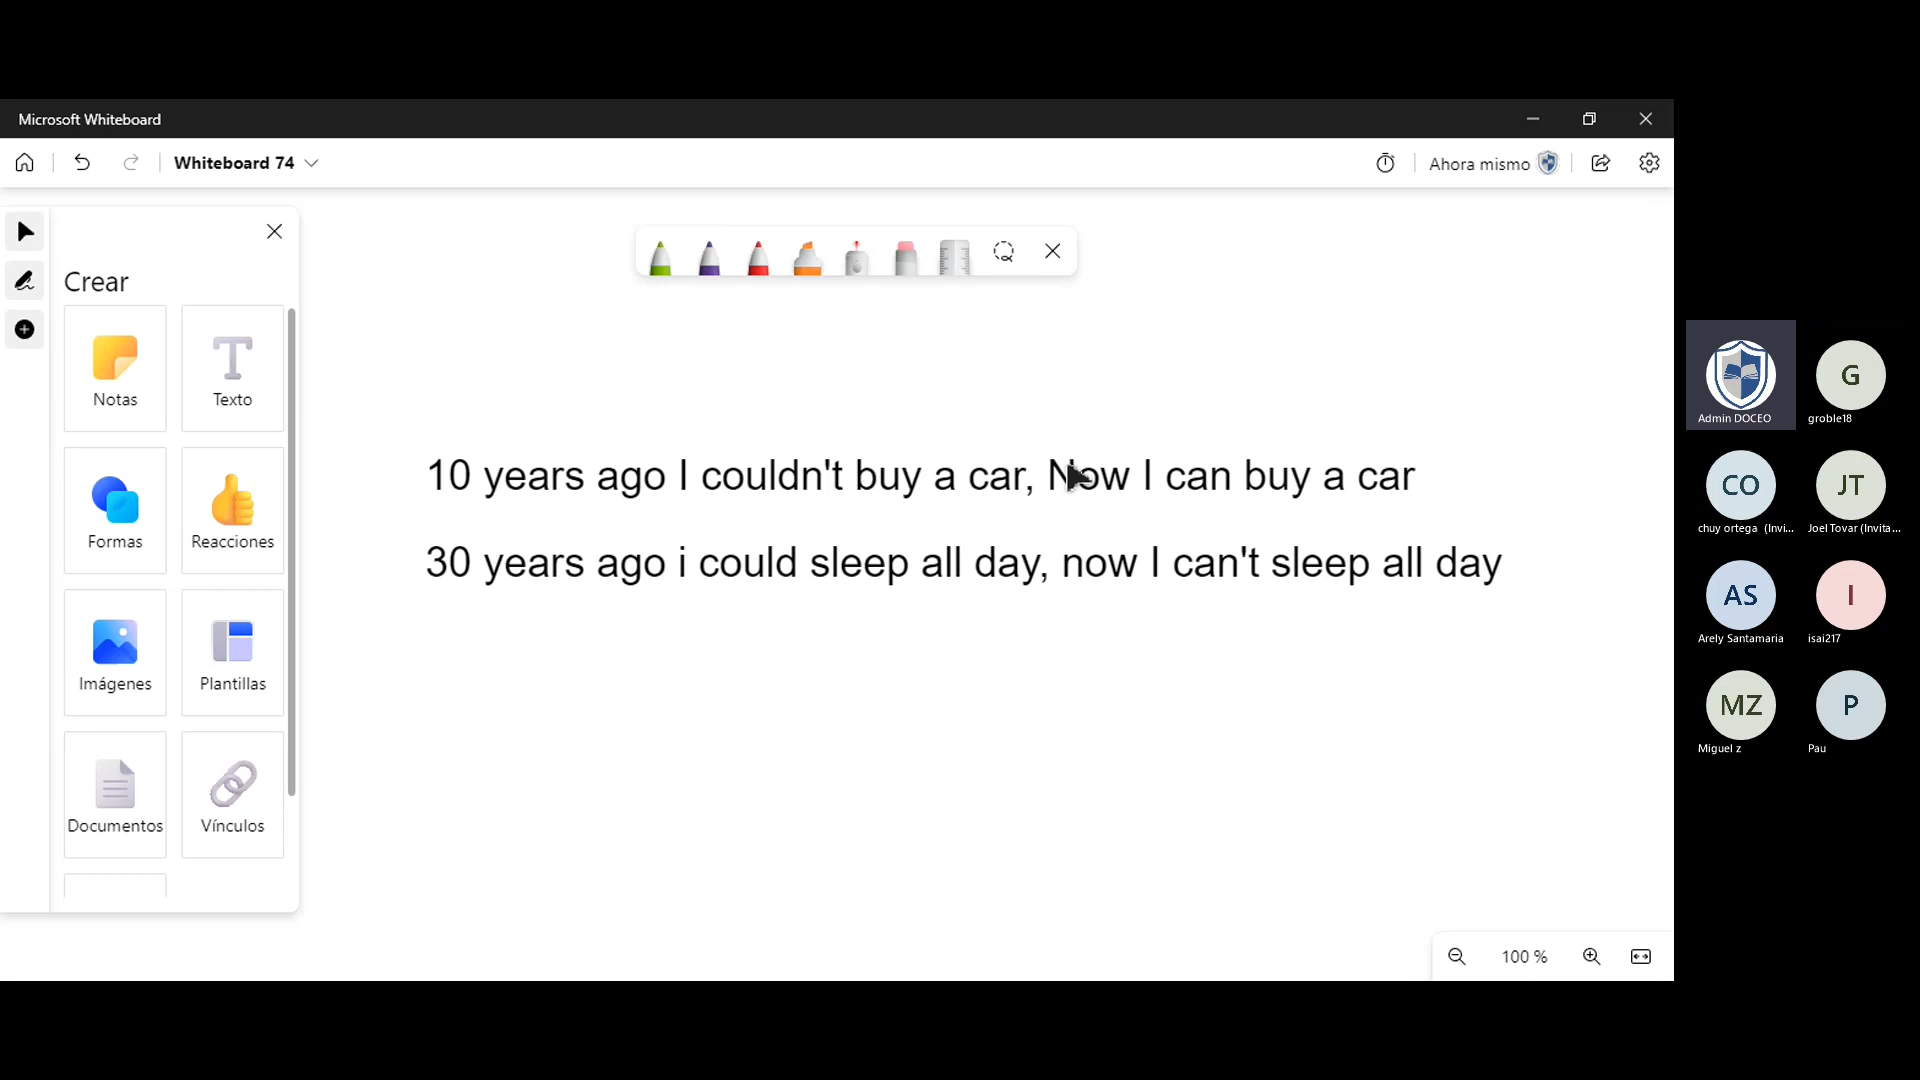 Microsoft Whiteboard
Whiteboard 74
Ahora mismo
Crear
Notas
Texto
Formas
Reacciones
Imágenes
Plantillas
Documentos
Vínculos
10 years ago I couldn't buy a car, Now I can buy a car
30 years ago i could sleep all day, now I can't sleep all day
100 %
Admin DOCEO
groble18
CO
JT
chuy ortega (Invi...
Joel Tovar (Invita...
AS
I
Arely Santamaria
isai217
MZ
P
Miguel z
Pau
G